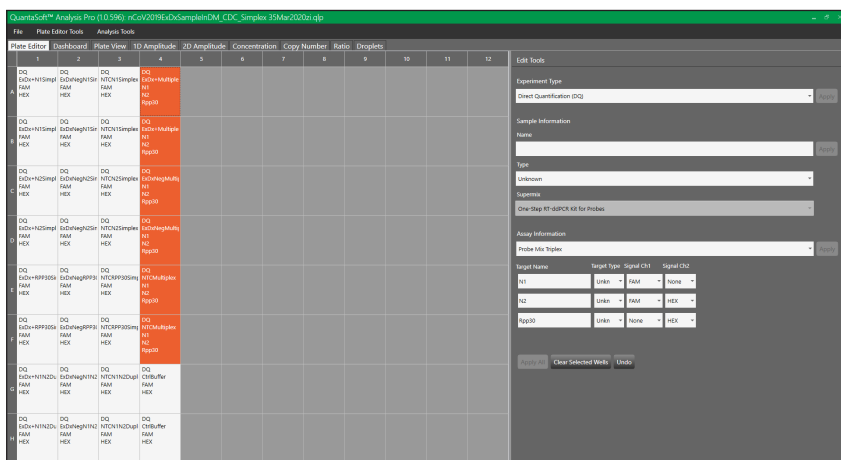 QuantaSoft™ Analysis Pro (1.0.596): nCoV2019ExDxSampleInDM_CDC_Simplex 35Mar2020zi.qlp
File Plate Editor Tools Analysis Tools
Plate Editor Dashboard Plate View 1D Amplitude 2D Amplitude Concentration Copy Number Ratio Droplets
1 2 3 4 5 6 7 8 9 10 11 12
A
DQ DQ DQ DQ
ExDx+N1Simpl ExDxNegN1Sir NTCN1Simplex ExDx+Multiple
FAM FAM FAM N1
HEX HEX HEX N2
Rpp30
B
DQ DQ DQ DQ
ExDx+N1Simpl ExDxNegN1Sir NTCN1Simplex ExDx+Multiple
FAM FAM FAM N1
HEX HEX HEX N2
Rpp30
C
DQ DQ DQ DQ
ExDx+N2Simpl ExDxNegN2Sir NTCN2Simplex ExDxNegMultip
FAM FAM FAM N1
HEX HEX HEX N2
Rpp30
D
DQ DQ DQ DQ
ExDx+N2Simpl ExDxNegN2Sir NTCN2Simplex ExDxNegMultip
FAM FAM FAM N1
HEX HEX HEX N2
Rpp30
E
DQ DQ DQ DQ
ExDx+RPP30Si ExDxNegRPP3( NTCRPP30Simp NTCMultiplex
FAM FAM FAM N1
HEX HEX HEX N2
Rpp30
F
DQ DQ DQ DQ
ExDx+RPP30Si ExDxNegRPP3( NTCRPP30Simp NTCMultiplex
FAM FAM FAM N1
HEX HEX HEX N2
Rpp30
G
DQ DQ DQ DQ
ExDx+N1N2Du ExDxNegN1N2 NTCN1N2Dupl CtrlBuffer
FAM FAM FAM FAM
HEX HEX HEX HEX
H
DQ DQ DQ DQ
ExDx+N1N2Du ExDxNegN1N2 NTCN1N2Dupl CtrlBuffer
FAM FAM FAM FAM
HEX HEX HEX HEX
Edit Tools
Experiment Type
Direct Quantification (DQ) Apply
Sample Information
Name
Apply
Type
Unknown
Supermix
One-Step RT-ddPCR Kit for Probes
Assay Information
Probe Mix Triplex Apply
Target Name Target Type Signal Ch1 Signal Ch2
N1 Unkn FAM None
N2 Unkn FAM HEX
Rpp30 Unkn None HEX
Apply All Clear Selected Wells Undo